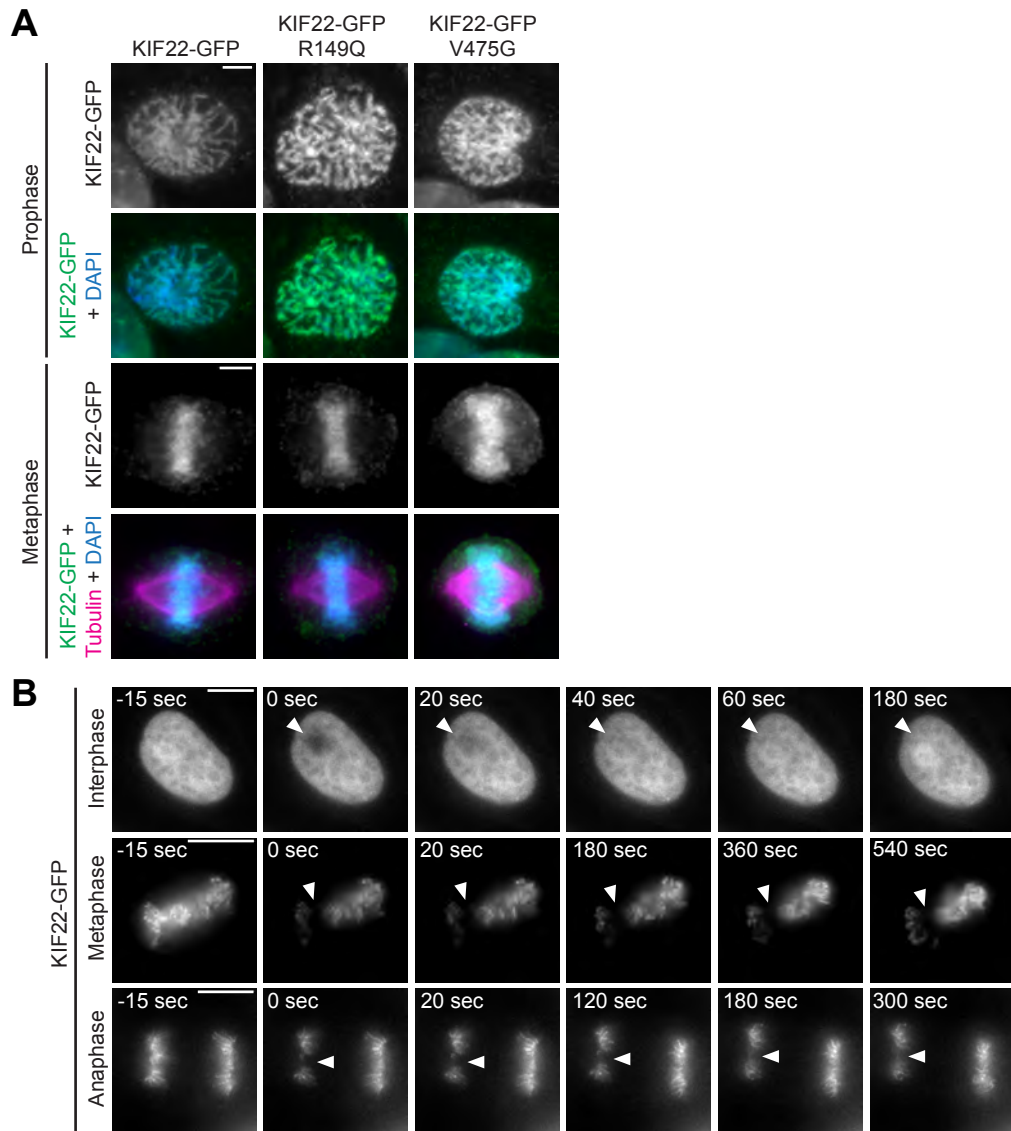 A
KIF22-GFP
KIF22-GFP
R149Q
KIF22-GFP
V475G
Prophase
KIF22-GFP
KIF22-GFP
+ DAPI
Metaphase
KIF22-GFP
KIF22-GFP +
Tubulin + DAPI
B
KIF22-GFP
Interphase
-15 sec
0 sec
20 sec
40 sec
60 sec
180 sec
Metaphase
-15 sec
0 sec
20 sec
180 sec
360 sec
540 sec
Anaphase
-15 sec
0 sec
20 sec
120 sec
180 sec
300 sec